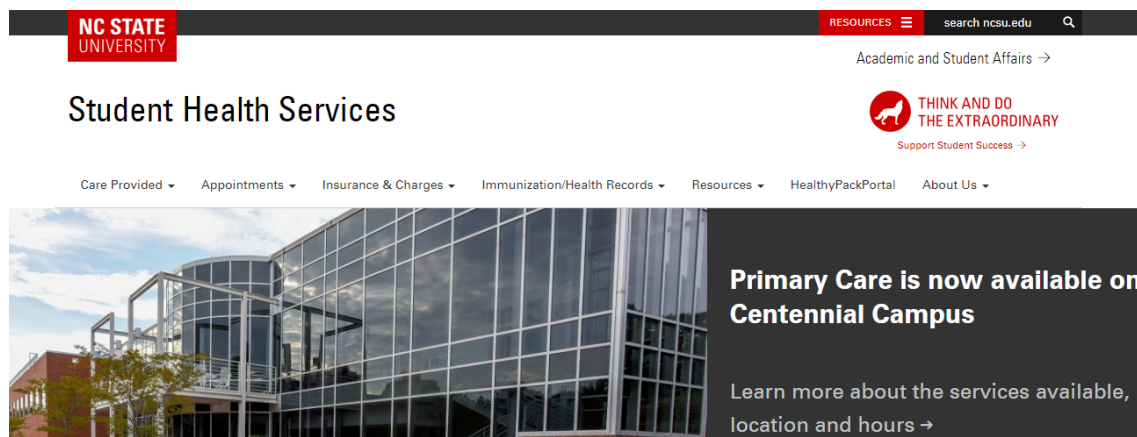 NC STATE
UNIVERSITY
RESOURCES
search ncsu.edu
Academic and Student Affairs →
Student Health Services
THINK AND DO
THE EXTRAORDINARY
Support Student Success →
Care Provided Appointments Insurance & Charges Immunization/Health Records Resources HealthyPackPortal About Us
Primary Care is now available on
Centennial Campus
Learn more about the services available,
location and hours →